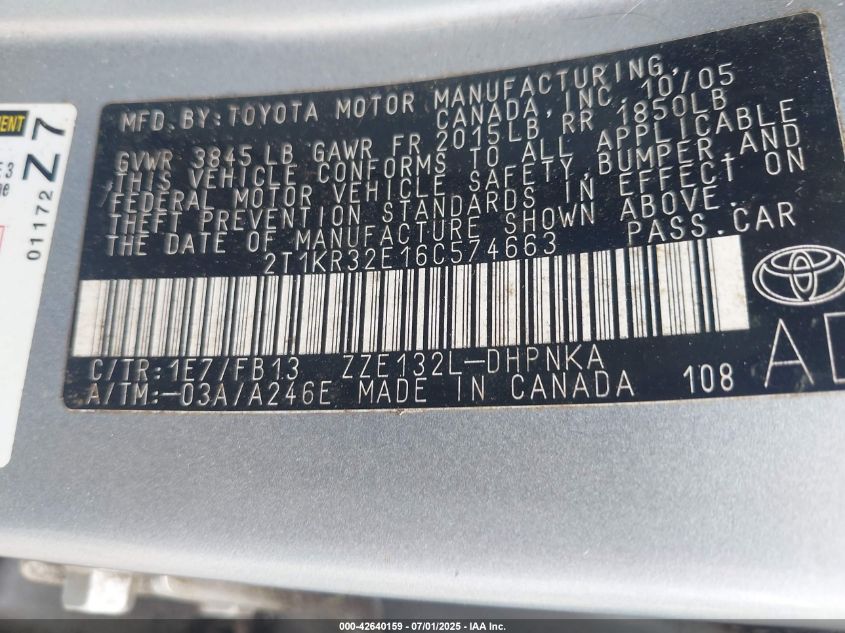 MFD. BY: TOYOTA MOTOR MANUFACTURING,
CANADA, INC. 10/05
GVWR 3845 LB GAWR FR 2015LB RR 1850LB
THIS VEHICLE CONFORMS TO ALL APPLICABLE
FEDERAL MOTOR VEHICLE SAFETY, BUMPER AND
THEFT PREVENTION STANDARDS IN EFFECT ON
THE DATE OF MANUFACTURE SHOWN ABOVE.
2T1KR32E16C574663 PASS.CAR
C/TR:1E7/FB13 ZZE132L-DHPNKA
A/TM:-03A/A246E MADE IN CANADA 108
01172
Z 7
000-42640159 / 07/01/2025 - IAA Inc.